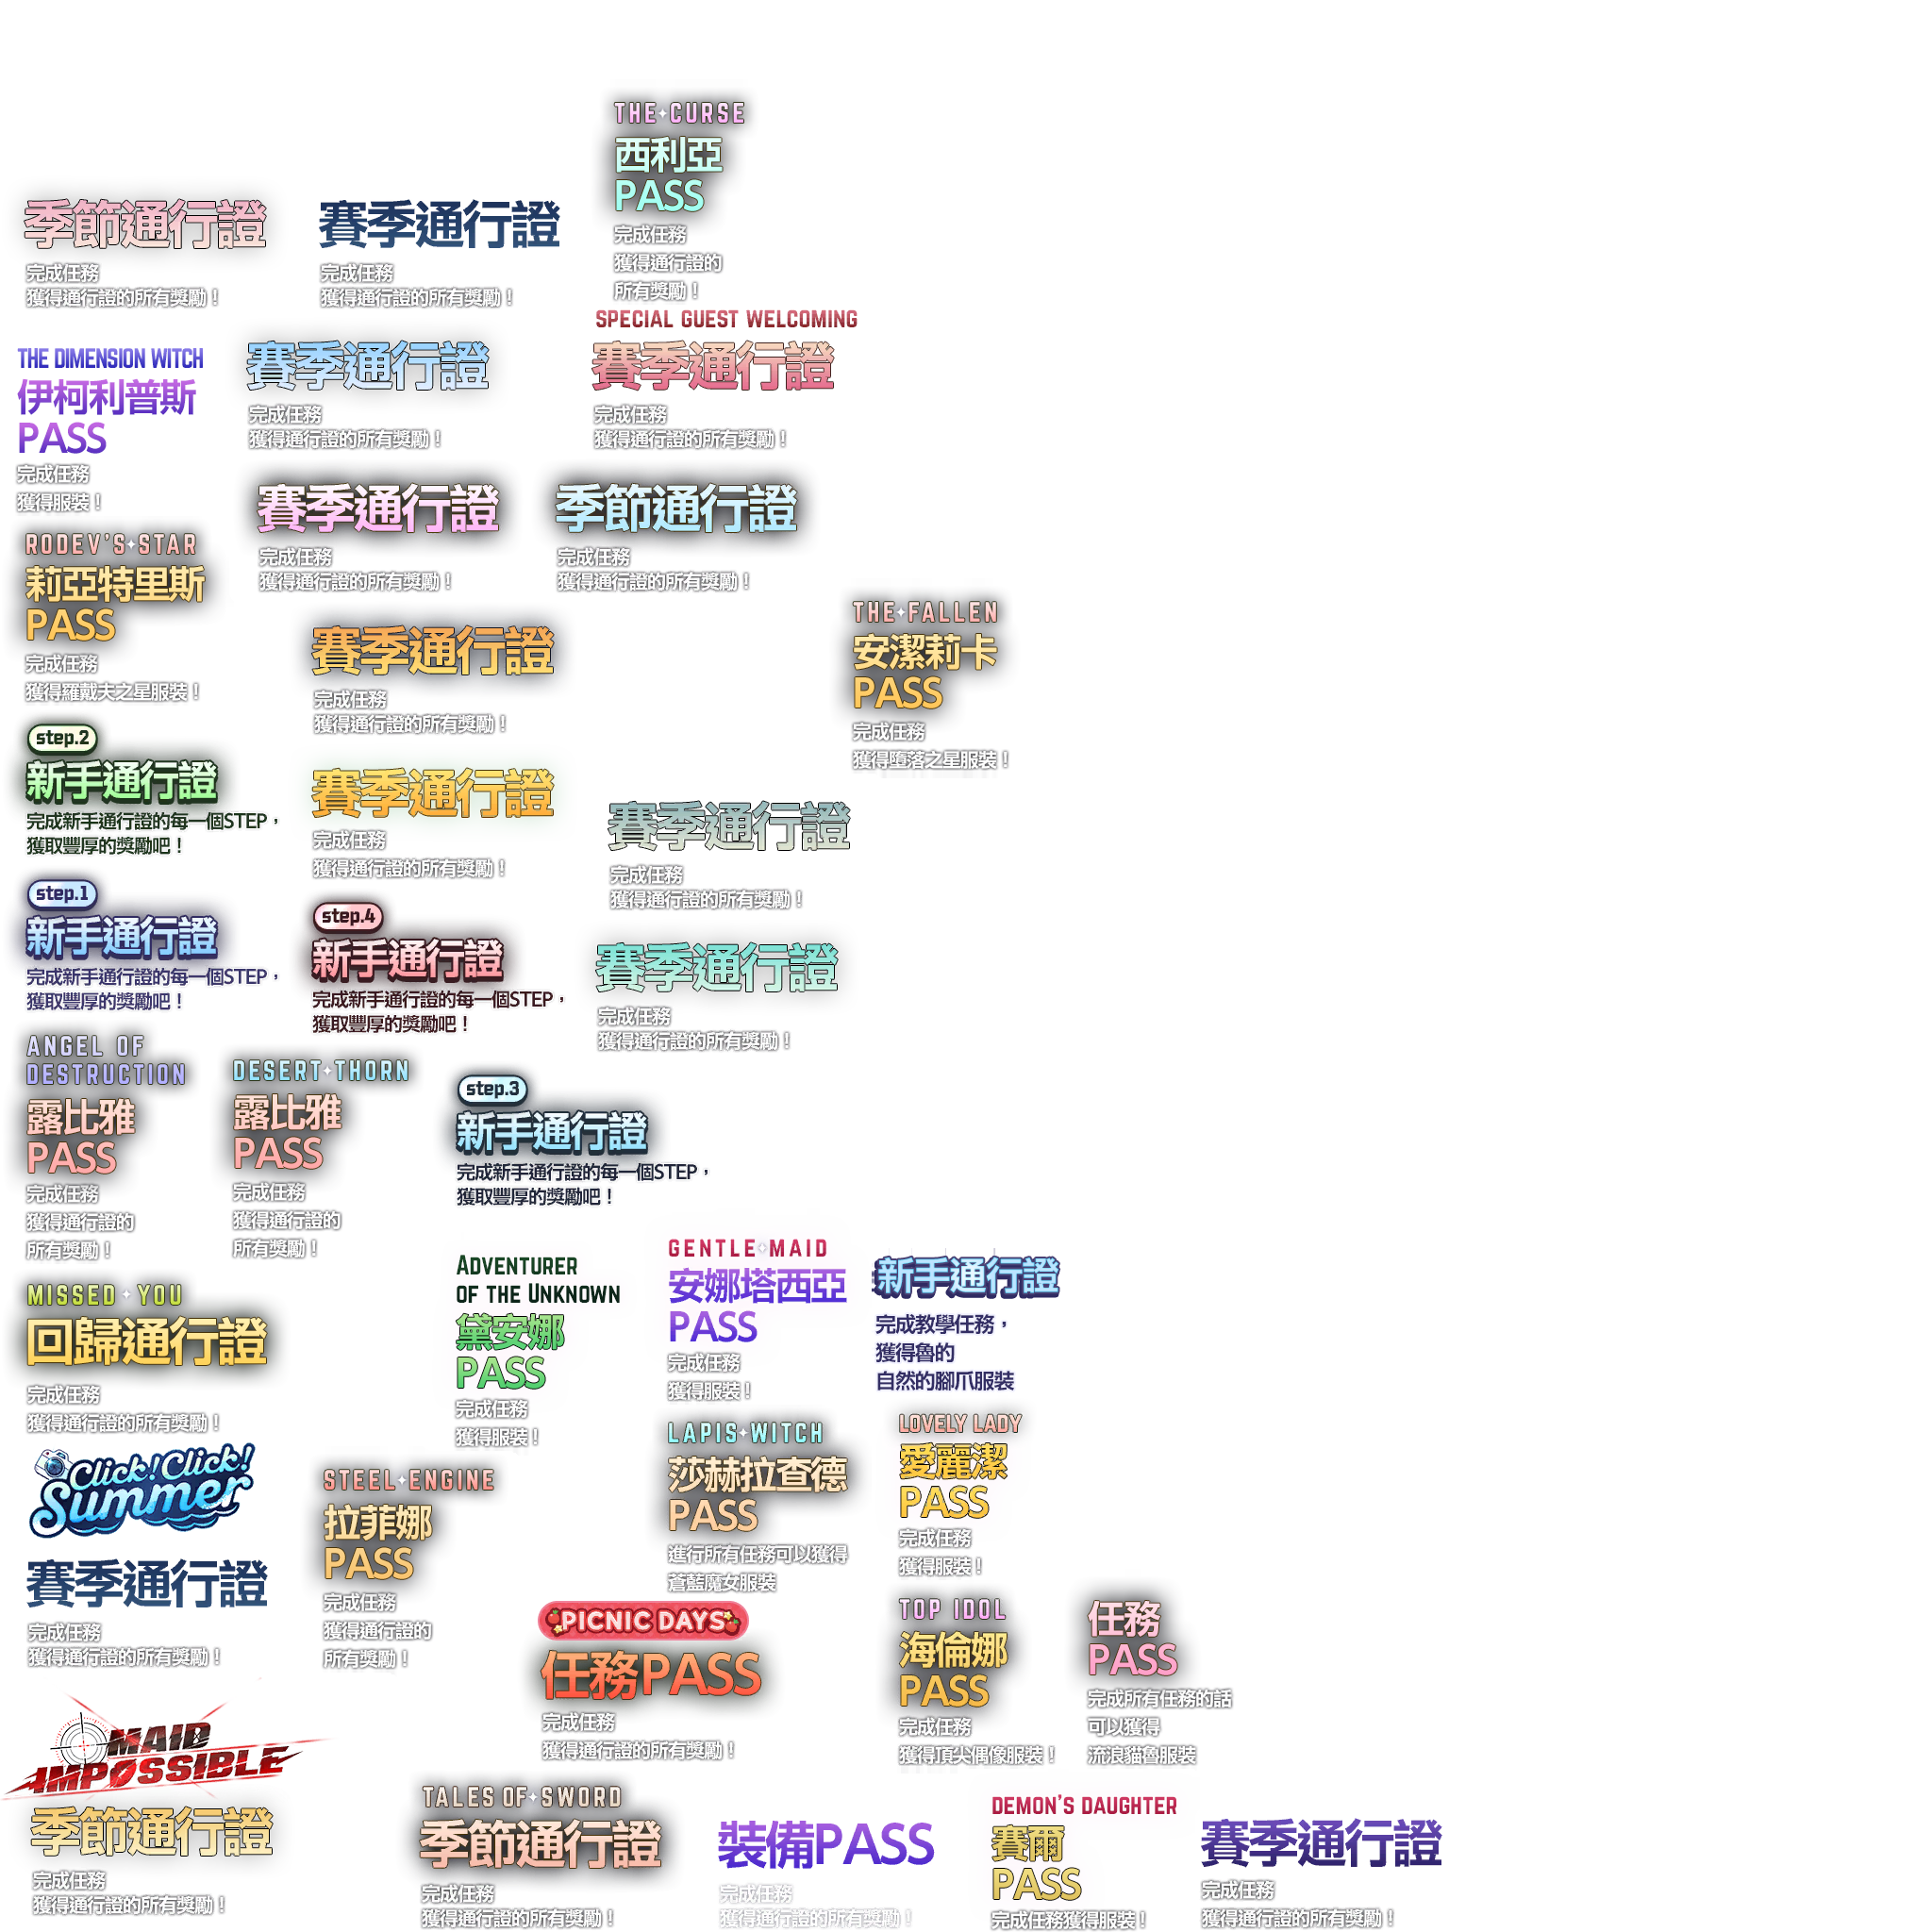 THE CURSE
西利亞
PASS
完成任務
獲得通行證的
所有獎勵！
季節通行證
完成任務
獲得通行證的所有獎勵！
賽季通行證
完成任務
獲得通行證的所有獎勵！
THE DIMENSION WITCH
伊柯利普斯
PASS
完成任務
獲得服裝！
賽季通行證
完成任務
獲得通行證的所有獎勵！
SPECIAL GUEST WELCOMING
賽季通行證
完成任務
獲得通行證的所有獎勵！
賽季通行證
完成任務
獲得通行證的所有獎勵！
季節通行證
完成任務
獲得通行證的所有獎勵！
RODEV'S STAR
莉亞特里斯
PASS
完成任務
獲得羅戴夫之星服裝！
賽季通行證
完成任務
獲得通行證的所有獎勵！
THE FALLEN
安潔莉卡
PASS
完成任務
獲得墮落之星服裝！
step.2
新手通行證
完成新手通行證的每一個STEP，
獲取豐厚的獎勵吧！
賽季通行證
完成任務
獲得通行證的所有獎勵！
賽季通行證
完成任務
獲得通行證的所有獎勵！
step.1
新手通行證
完成新手通行證的每一個STEP，
獲取豐厚的獎勵吧！
step.4
新手通行證
完成新手通行證的每一個STEP，
獲取豐厚的獎勵吧！
賽季通行證
完成任務
獲得通行證的所有獎勵！
ANGEL OF
DESTRUCTION
露比雅
PASS
完成任務
獲得通行證的
所有獎勵！
DESERT THORN
露比雅
PASS
完成任務
獲得通行證的
所有獎勵！
step.3
新手通行證
完成新手通行證的每一個STEP，
獲取豐厚的獎勵吧！
MISSED YOU
回歸通行證
完成任務
獲得通行證的所有獎勵！
ADVENTURER
OF THE UNKNOWN
黛安娜
PASS
完成任務
獲得服裝！
GENTLE MAID
安娜塔西亞
PASS
完成任務
獲得服裝！
新手通行證
完成教學任務，
獲得魯的
自然的腳爪服裝
Click! Click!
Summer
賽季通行證
完成任務
獲得通行證的所有獎勵！
STEEL ENGINE
拉菲娜
PASS
完成任務
獲得通行證的
所有獎勵！
LAPIS WITCH
莎赫拉查德
PASS
進行所有任務可以獲得
蒼藍魔女服裝
LOVELY LADY
愛麗潔
PASS
完成任務
獲得服裝！
PICNIC DAYS
任務PASS
完成任務
獲得通行證的所有獎勵！
TOP IDOL
海倫娜
PASS
完成任務
獲得頂尖偶像服裝！
任務
PASS
完成所有任務的話
可以獲得
流浪貓魯服裝
MAID
IMPOSSIBLE
季節通行證
完成任務
獲得通行證的所有獎勵！
TALES OF SWORD
季節通行證
完成任務
獲得通行證的所有獎勵！
裝備PASS
完成任務
獲得通行證的所有獎勵！
DEMON'S DAUGHTER
賽爾
PASS
完成任務獲得服裝！
賽季通行證
完成任務
獲得通行證的所有獎勵！